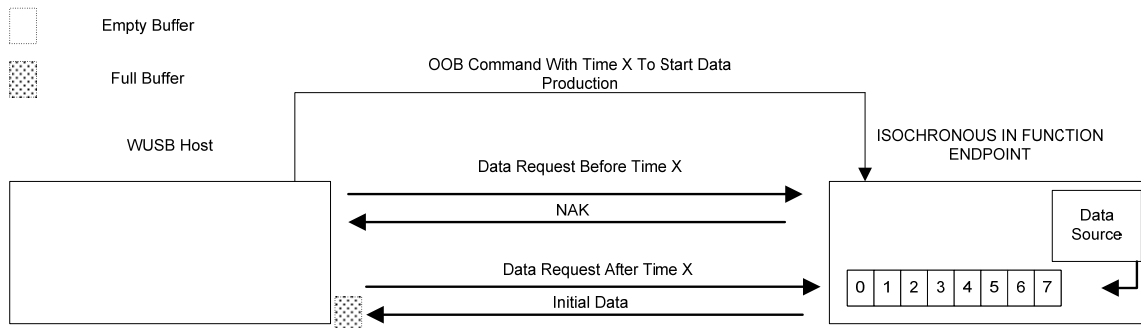 Empty Buffer
Full Buffer
OOB Command With Time X To Start Data
Production
WUSB Host
ISOCHRONOUS IN FUNCTION
ENDPOINT
Data Request Before Time X
NAK
Data
Source
Data Request After Time X
Initial Data
0 1 2 3 4 5 6 7